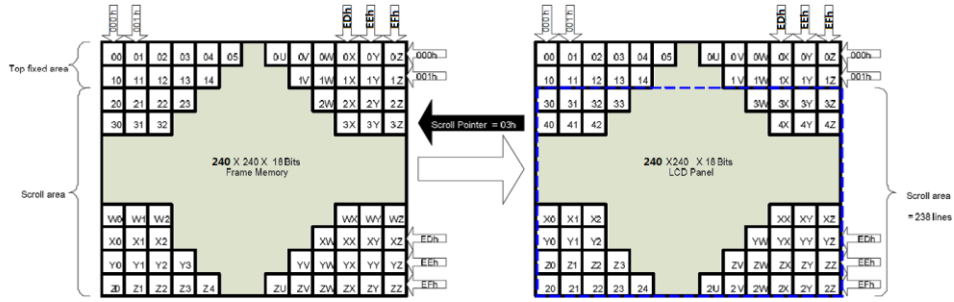 000h 001h EDh EEh EFh 000h 001h EDh EEh EFh
Top fixed area
00 01 02 03 04 05 0U 0V 0W 0X 0Y 0Z 000h
10 11 12 13 14 1V 1W 1X 1Y 1Z 001h
20 21 22 23 2W 2X 2Y 2Z
30 31 32 3X 3Y 3Z
00 01 02 03 04 05 0U 0V 0W 0X 0Y 0Z 000h
10 11 12 13 14 1V 1W 1X 1Y 1Z 001h
30 31 32 33 3W 3X 3Y 3Z
40 41 42 4X 4Y 4Z
Scroll Pointer = 03h
240 X 240 X 18Bits
Frame Memory
240 X240 X 18Bits
LCD Panel
Scroll area
Scroll area
= 238 lines
W0 W1 W2 WX WY WZ
X0 X1 X2 XW XX XY XZ EDh
Y0 Y1 Y2 Y3 YV YW YX YY YZ EEh
Z0 Z1 Z2 Z3 Z4 ZU ZV ZW ZX ZY ZZ EFh
X0 X1 X2 XX XY XZ
Y0 Y1 Y2 YW YX YY YZ EDh
Z0 Z1 Z2 Z3 ZV ZW ZX ZY ZZ EEh
20 21 22 23 24 2U 2V 2W 2X 2Y 2Z EFh